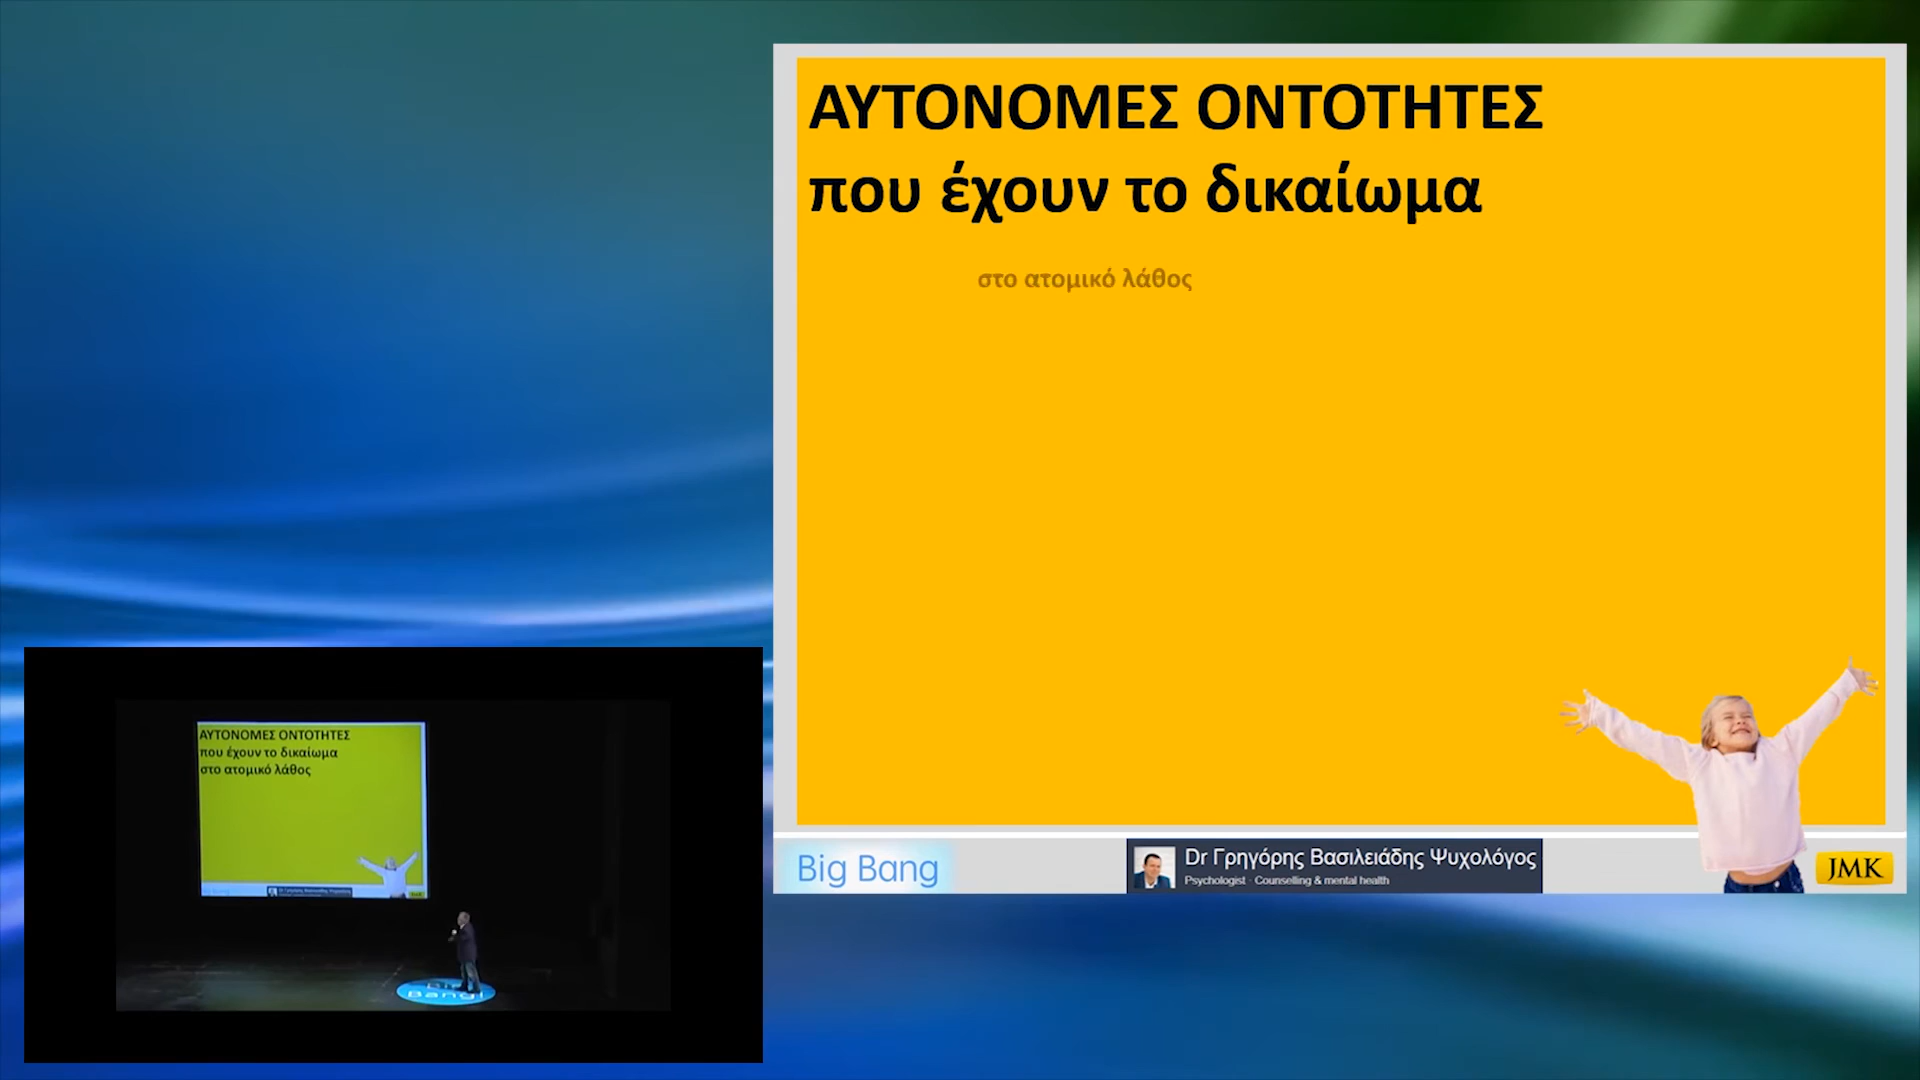 ΑΥΤΟΝΟΜΕΣ ΟΝΤΟΤΗΤΕΣ
που έχουν το δικαίωμα
στο ατομικό λάθος
Big Bang
Dr Γρηγόρης Βασιλειάδης Ψυχολόγος
Psychologist · Counselling & mental health
JMK
ΑΥΤΟΝΟΜΕΣ ΟΝΤΟΤΗΤΕΣ
που έχουν το δικαίωμα
στο ατομικό λάθος
Bang!